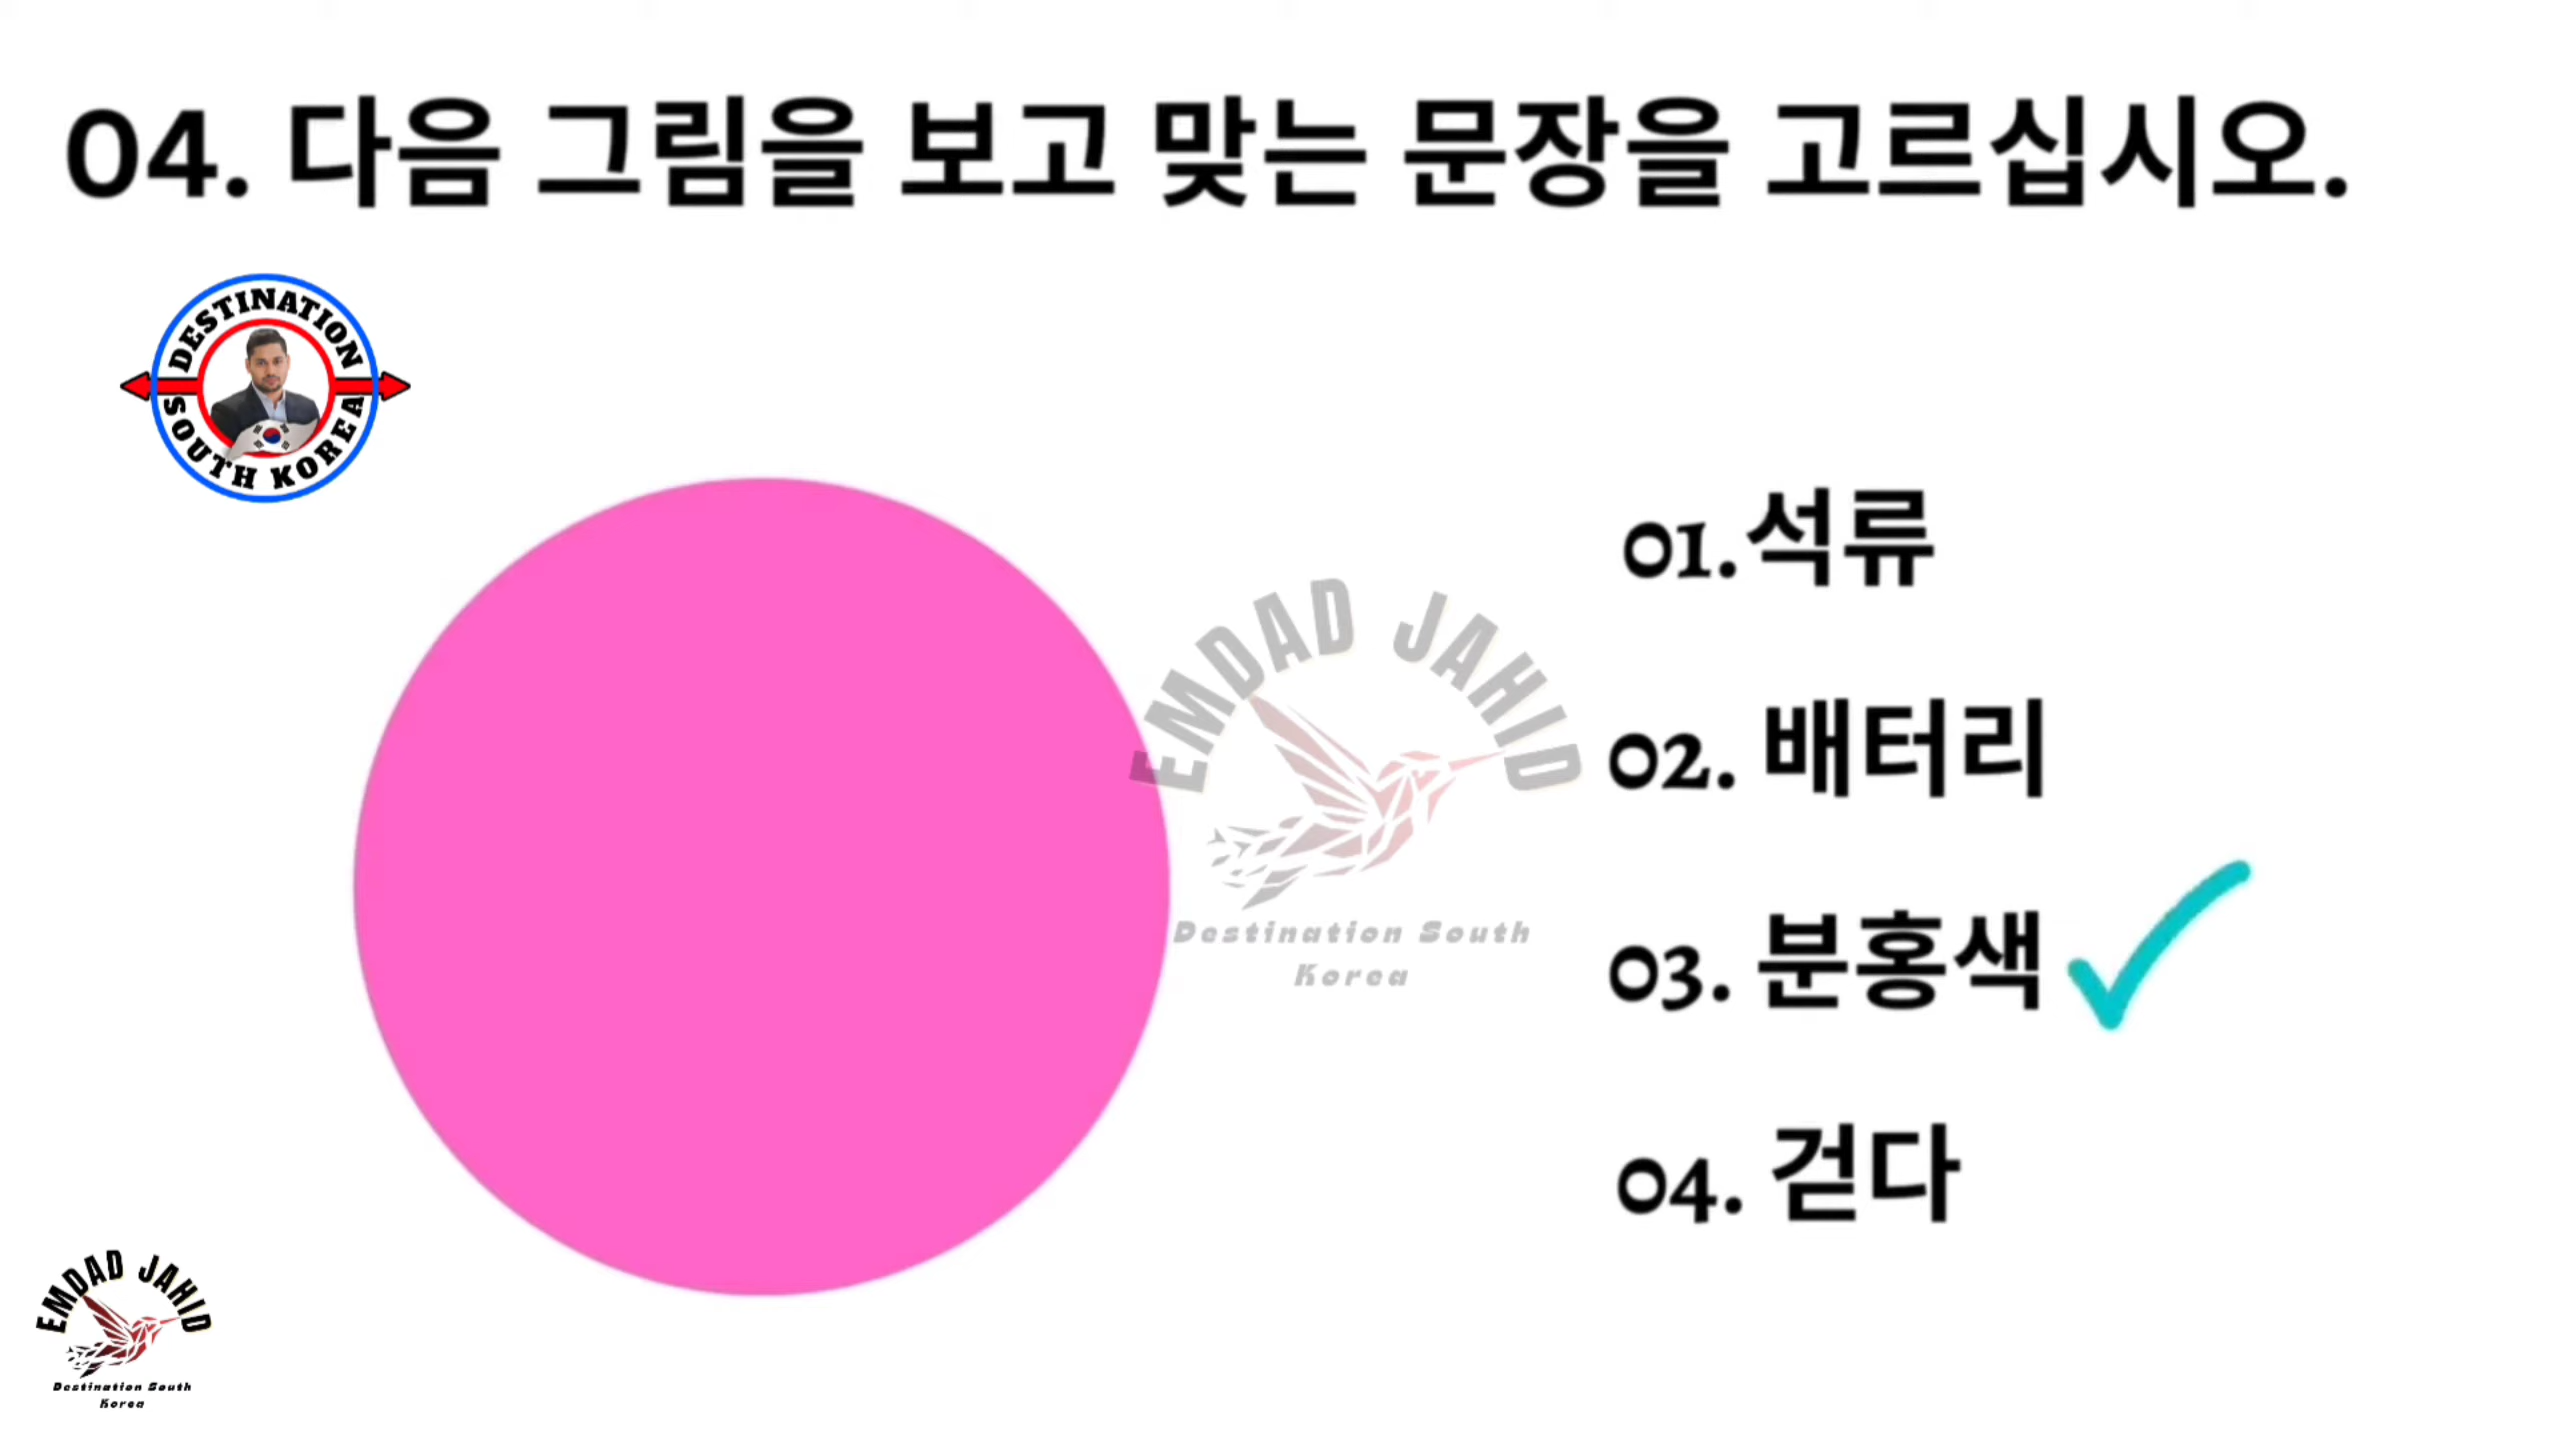 04. 다음 그림을 보고 맞는 문장을 고르십시오.
DESTINATION
SOUTH KOREA
01. 석류
EMDAD JAHID
02. 배터리
Destination South
Korea
03. 분홍색
04. 걷다
EMDAD JAHID
Destination South
Korea